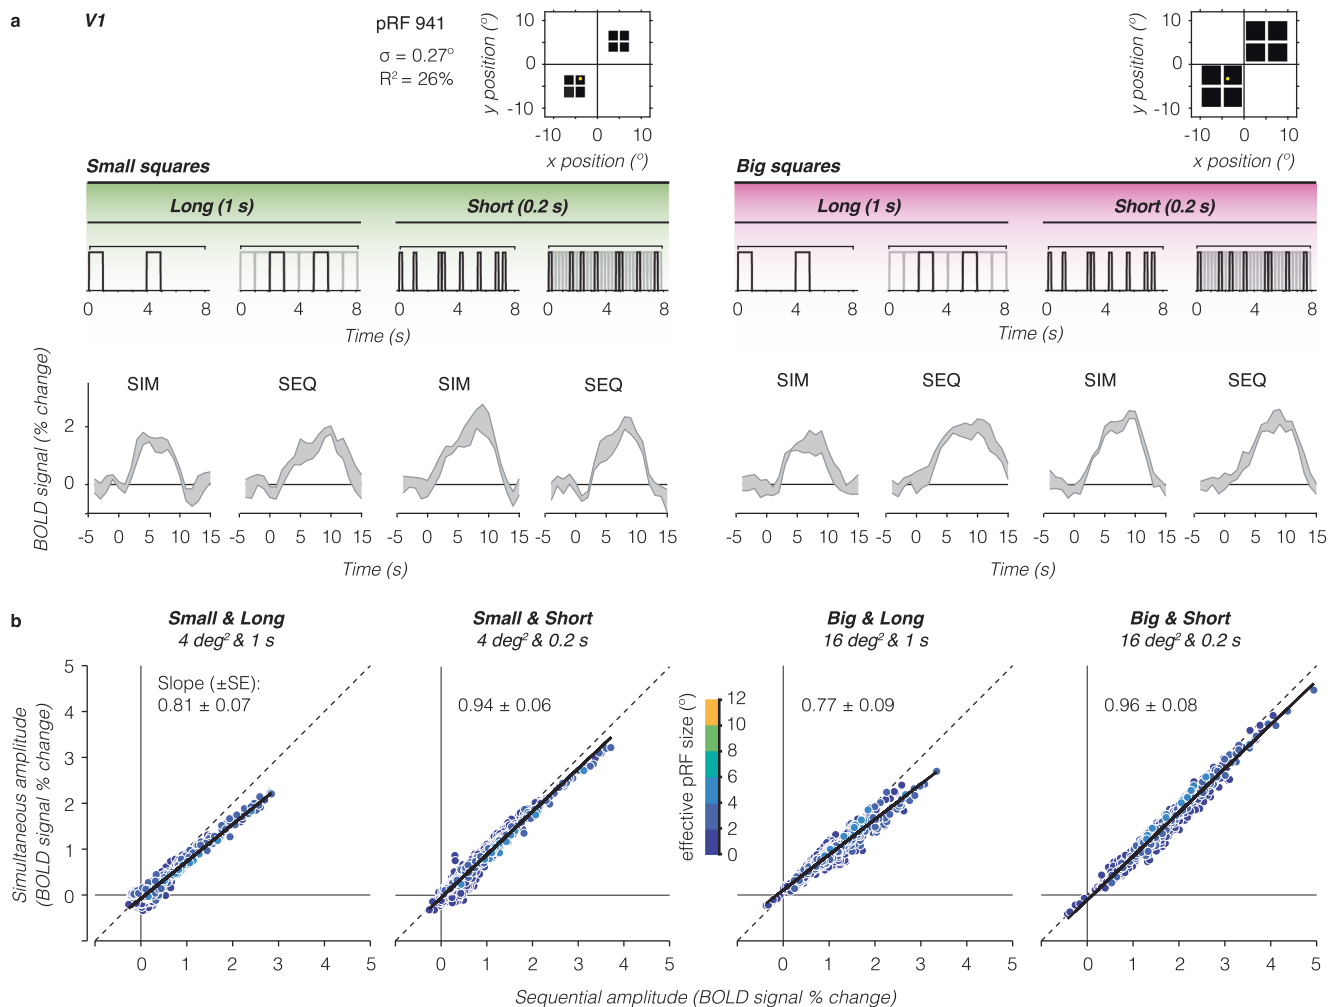 a
V1
pRF 941
σ = 0.27°
R² = 26%
y position (°)
10
0
-10
-10 0 10
x position (°)
y position (°)
10
0
-10
-10 0 10
x position (°)
Small squares
Long (1 s)
Short (0.2 s)
0 4 8
0 4 8
0 4 8
0 4 8
Time (s)
Big squares
Long (1 s)
Short (0.2 s)
0 4 8
0 4 8
0 4 8
0 4 8
Time (s)
BOLD signal (% change)
2
0
SIM
SEQ
SIM
SEQ
-5 0 5 10 15
-5 0 5 10 15
-5 0 5 10 15
-5 0 5 10 15
Time (s)
SIM
SEQ
SIM
SEQ
-5 0 5 10 15
-5 0 5 10 15
-5 0 5 10 15
-5 0 5 10 15
Time (s)
b
Small & Long
4 deg² & 1 s
Small & Short
4 deg² & 0.2 s
Big & Long
16 deg² & 1 s
Big & Short
16 deg² & 0.2 s
Simultaneous amplitude
(BOLD signal % change)
5
4
3
2
1
0
Slope (±SE):
0.81 ± 0.07
0.94 ± 0.06
effective pRF size (°)
12
10
8
6
4
2
0
0.77 ± 0.09
0.96 ± 0.08
0 1 2 3 4 5
0 1 2 3 4 5
0 1 2 3 4 5
0 1 2 3 4 5
Sequential amplitude (BOLD signal % change)